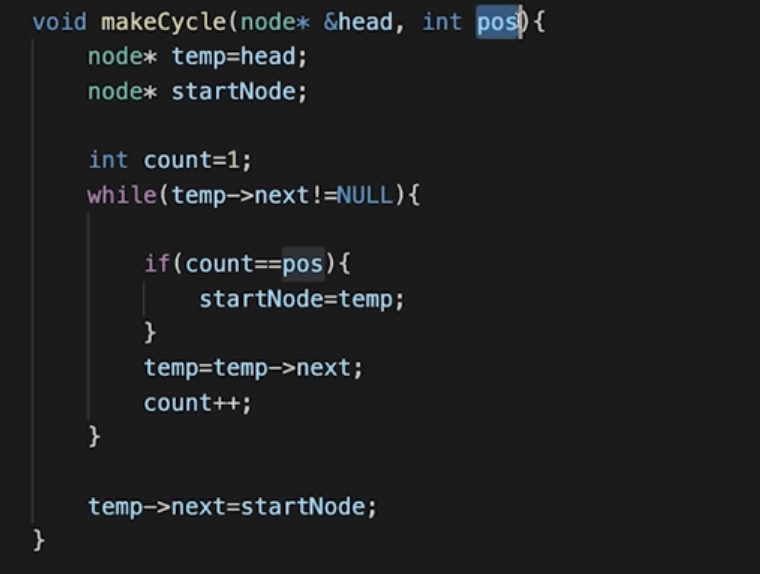 void makeCycle(node* &head, int pos){
node* temp=head;
node* startNode;
int count=1;
while(temp->next!=NULL){
if(count==pos){
startNode=temp;
}
temp=temp->next;
count++;
}
temp->next=startNode;
}